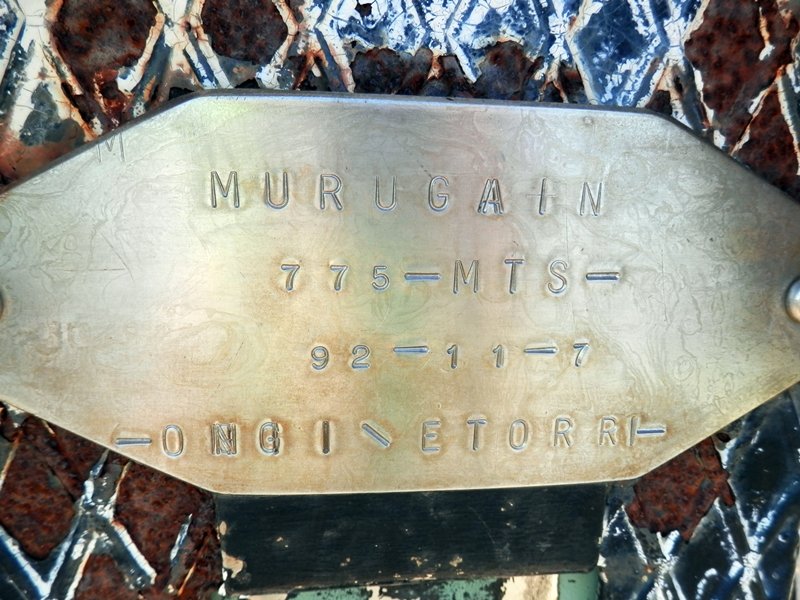 MURUGAIN
775-MTS-
92-11-7
-ONGI \ ETORRI-